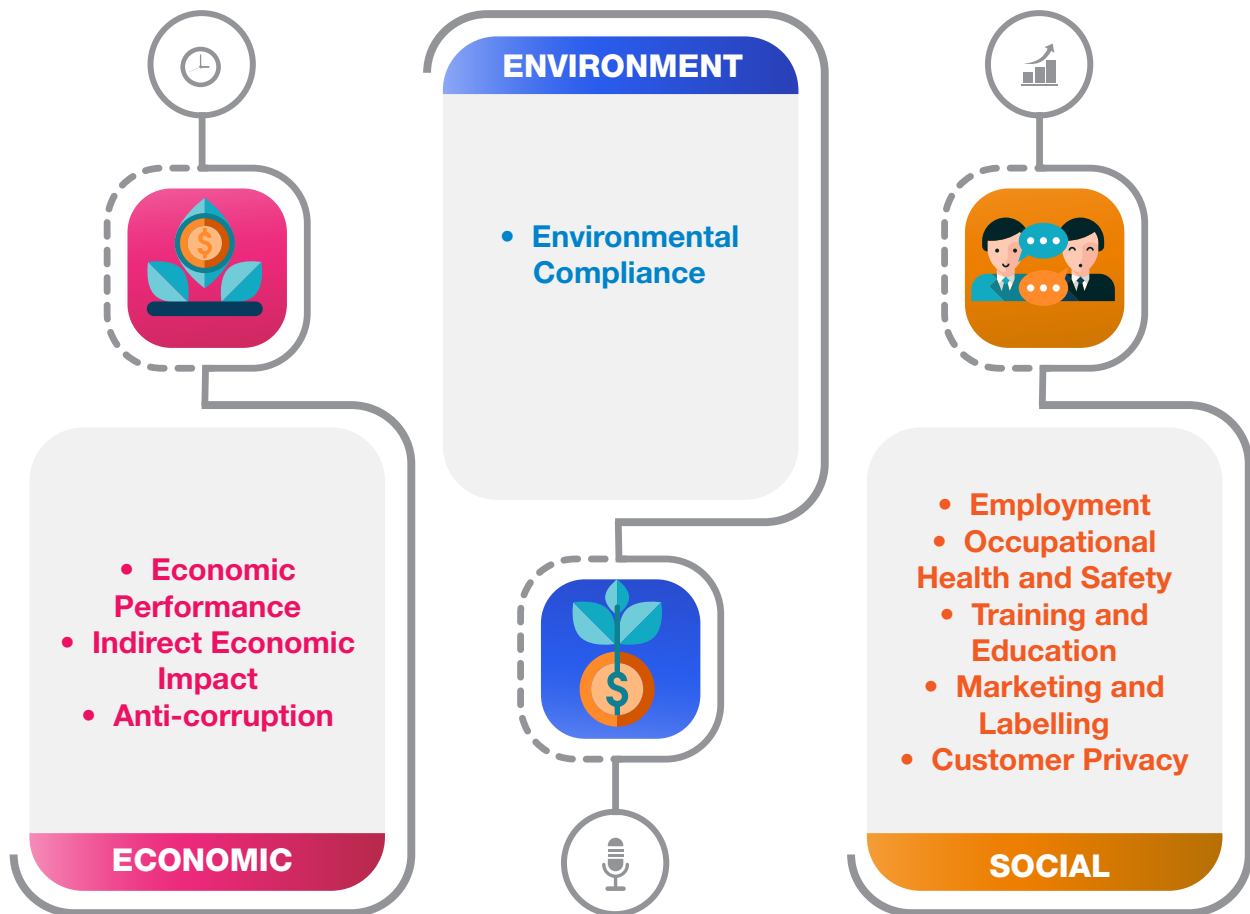 ENVIRONMENT
• Environmental
Compliance
• Economic
Performance
• Indirect Economic
Impact
• Anti-corruption
ECONOMIC
• Employment
• Occupational
Health and Safety
• Training and
Education
• Marketing and
Labelling
• Customer Privacy
SOCIAL
$
$